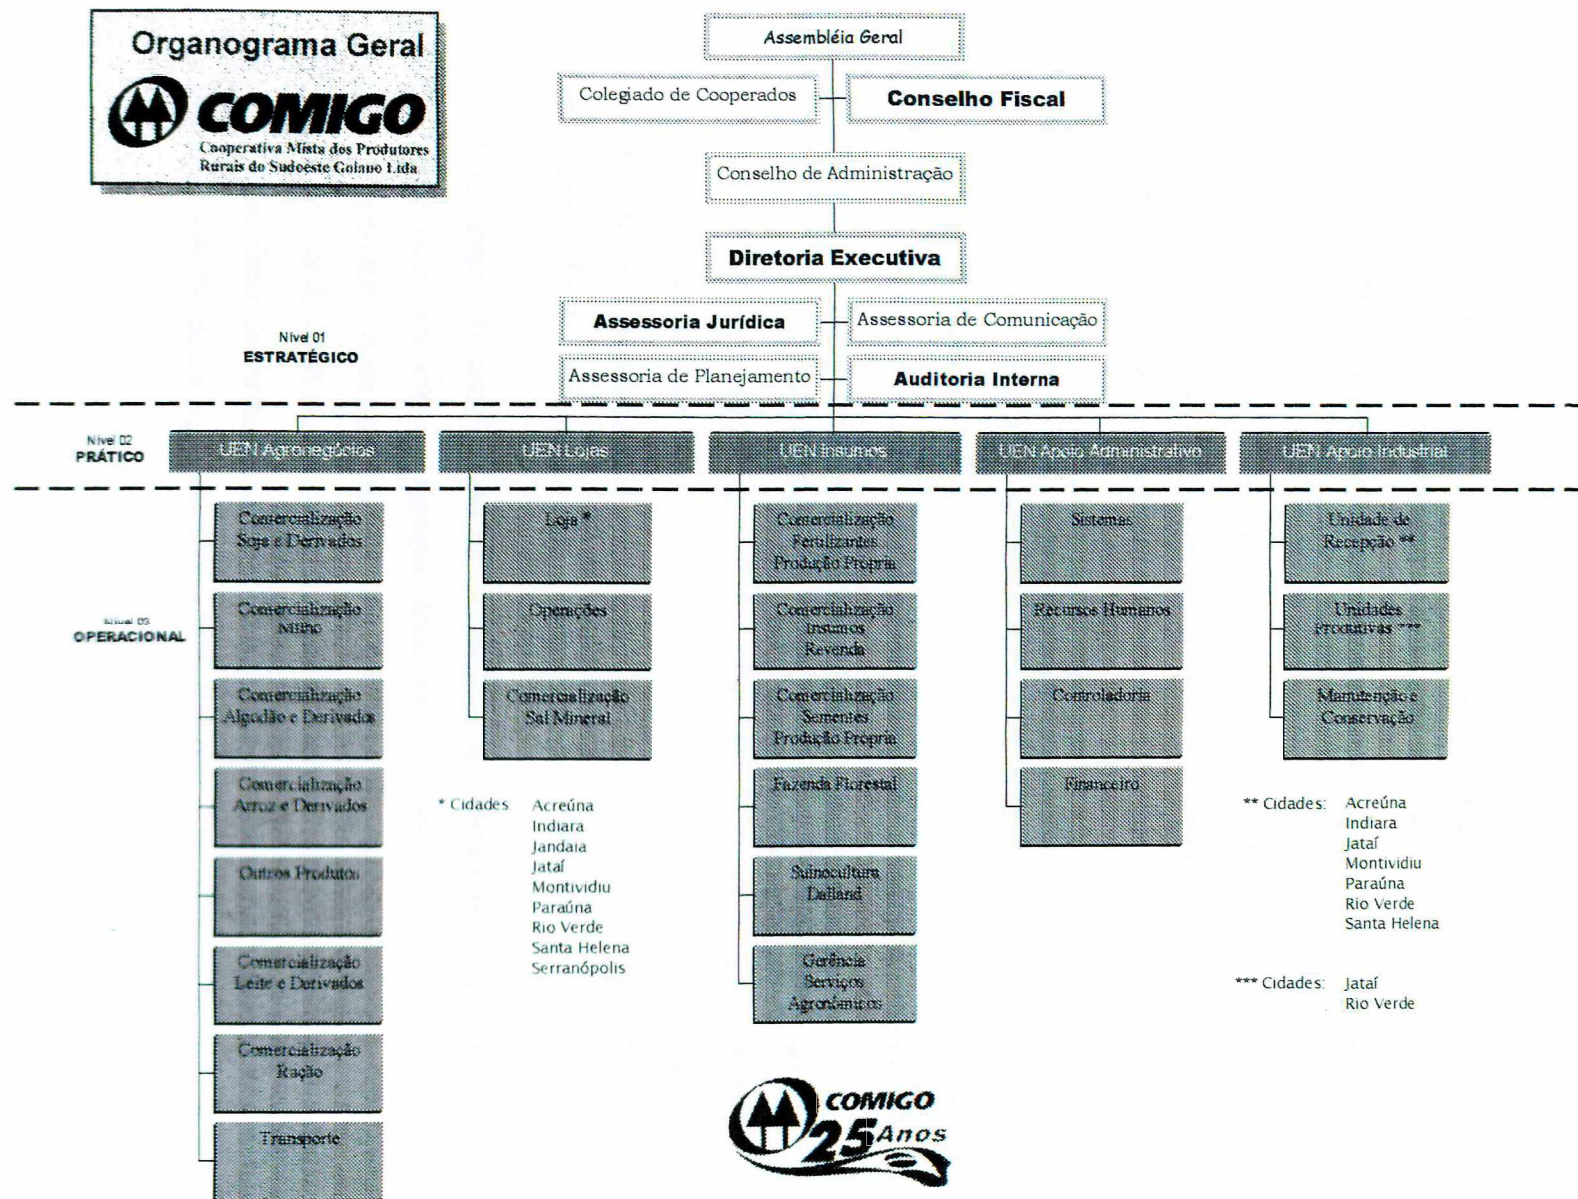 Organograma Geral
COMIGO
Cooperativa Mista dos Produtores
Rurais do Sudoeste Goiano Ltda.
Assembléia Geral
Colegiado de Cooperados
Conselho Fiscal
Conselho de Administração
Diretoria Executiva
Assessoria Jurídica
Assessoria de Comunicação
Assessoria de Planejamento
Auditoria Interna
Nível 01
ESTRATÉGICO
Nível 02
PRÁTICO
UEN Agronegócios
UEN Lojas
UEN Insumos
UEN Apoio Administrativo
UEN Apoio Industrial
Nível 03
OPERACIONAL
Comercialização
Soja e Derivados
Comercialização
Milho
Comercialização
Algodão e Derivados
Comercialização
Arroz e Derivados
Outros Produtos
Comercialização
Leite e Derivados
Comercialização
Ração
Transporte
Loja *
Operações
Comercialização
Sal Mineral
* Cidades: Acreúna
Indiara
Jandaia
Jataí
Montividiu
Paraúna
Rio Verde
Santa Helena
Serranópolis
Comercialização
Fertilizantes
Produção Propria
Comercialização
Insumos
Revenda
Comercialização
Sementes
Produção Propria
Fazenda Florestal
Suinocultura
Dalland
Gerência
Serviços
Agronômicos
Sistemas
Recursos Humanos
Controladoria
Financeiro
Unidade de
Recepção **
Unidades
Produtivas ***
Manutenção e
Conservação
** Cidades: Acreúna
Indiara
Jataí
Montividiu
Paraúna
Rio Verde
Santa Helena
*** Cidades: Jataí
Rio Verde
COMIGO
25 Anos